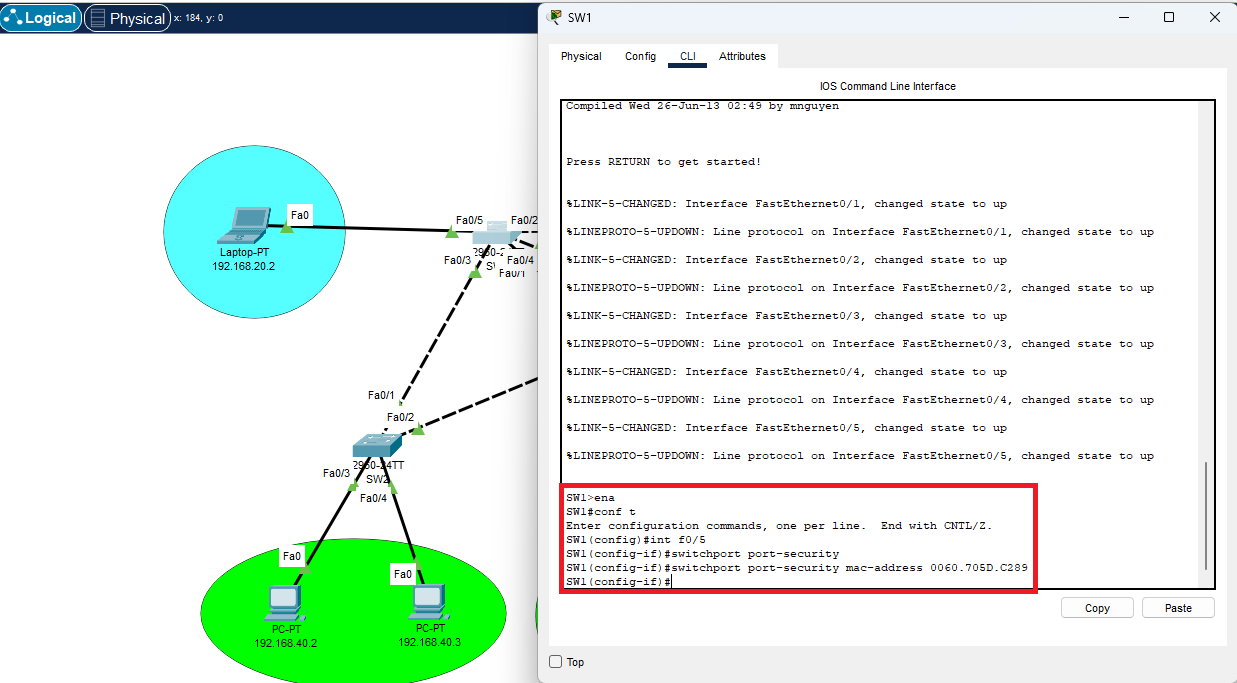 Logical
Physical
x: 184, y: 0
Fa0
Laptop-PT
192.168.20.2
Fa0/5
Fa0/2
Fa0/3
Fa0/4
Fa0/1
Fa0/1
Fa0/2
2960-24TT
SW2
Fa0/3
Fa0/4
Fa0
Fa0
PC-PT
192.168.40.2
PC-PT
192.168.40.3
SW1
Physical
Config
CLI
Attributes
IOS Command Line Interface
Compiled Wed 26-Jun-13 02:49 by mnguyen
Press RETURN to get started!
%LINK-5-CHANGED: Interface FastEthernet0/1, changed state to up
%LINEPROTO-5-UPDOWN: Line protocol on Interface FastEthernet0/1, changed state to up
%LINK-5-CHANGED: Interface FastEthernet0/2, changed state to up
%LINEPROTO-5-UPDOWN: Line protocol on Interface FastEthernet0/2, changed state to up
%LINK-5-CHANGED: Interface FastEthernet0/3, changed state to up
%LINEPROTO-5-UPDOWN: Line protocol on Interface FastEthernet0/3, changed state to up
%LINK-5-CHANGED: Interface FastEthernet0/4, changed state to up
%LINEPROTO-5-UPDOWN: Line protocol on Interface FastEthernet0/4, changed state to up
%LINK-5-CHANGED: Interface FastEthernet0/5, changed state to up
%LINEPROTO-5-UPDOWN: Line protocol on Interface FastEthernet0/5, changed state to up
SW1>ena
SW1#conf t
Enter configuration commands, one per line.  End with CNTL/Z.
SW1(config)#int f0/5
SW1(config-if)#switchport port-security
SW1(config-if)#switchport port-security mac-address 0060.705D.C289
SW1(config-if)#
Copy
Paste
Top